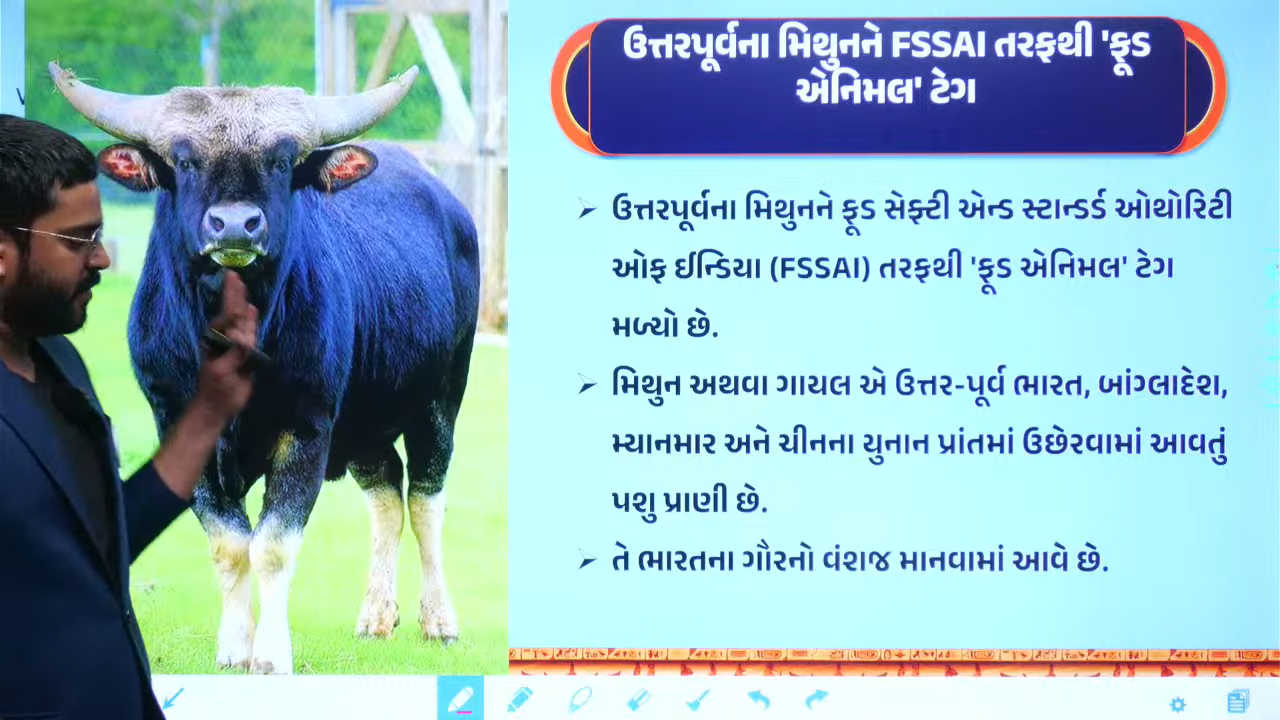 ઉત્તરપૂર્વના મિથુનને FSSAI તરફથી 'ફૂડ
એનિમલ' ટેગ
➢ ઉત્તરપૂર્વના મિથુનને ફૂડ સેફ્ટી એન્ડ સ્ટાન્ડર્ડ ઓથોરિટી
ઓફ ઈન્ડિયા (FSSAI) તરફથી 'ફૂડ એનિમલ' ટેગ
મળ્યો છે.
➢ મિથુન અથવા ગાયલ એ ઉત્તર-પૂર્વ ભારત, બાંગ્લાદેશ,
મ્યાનમાર અને ચીનના યુનાન પ્રાંતમાં ઉછેરવામાં આવતું
પશુ પ્રાણી છે.
➢ તે ભારતના ગૌરનો વંશજ માનવામાં આવે છે.